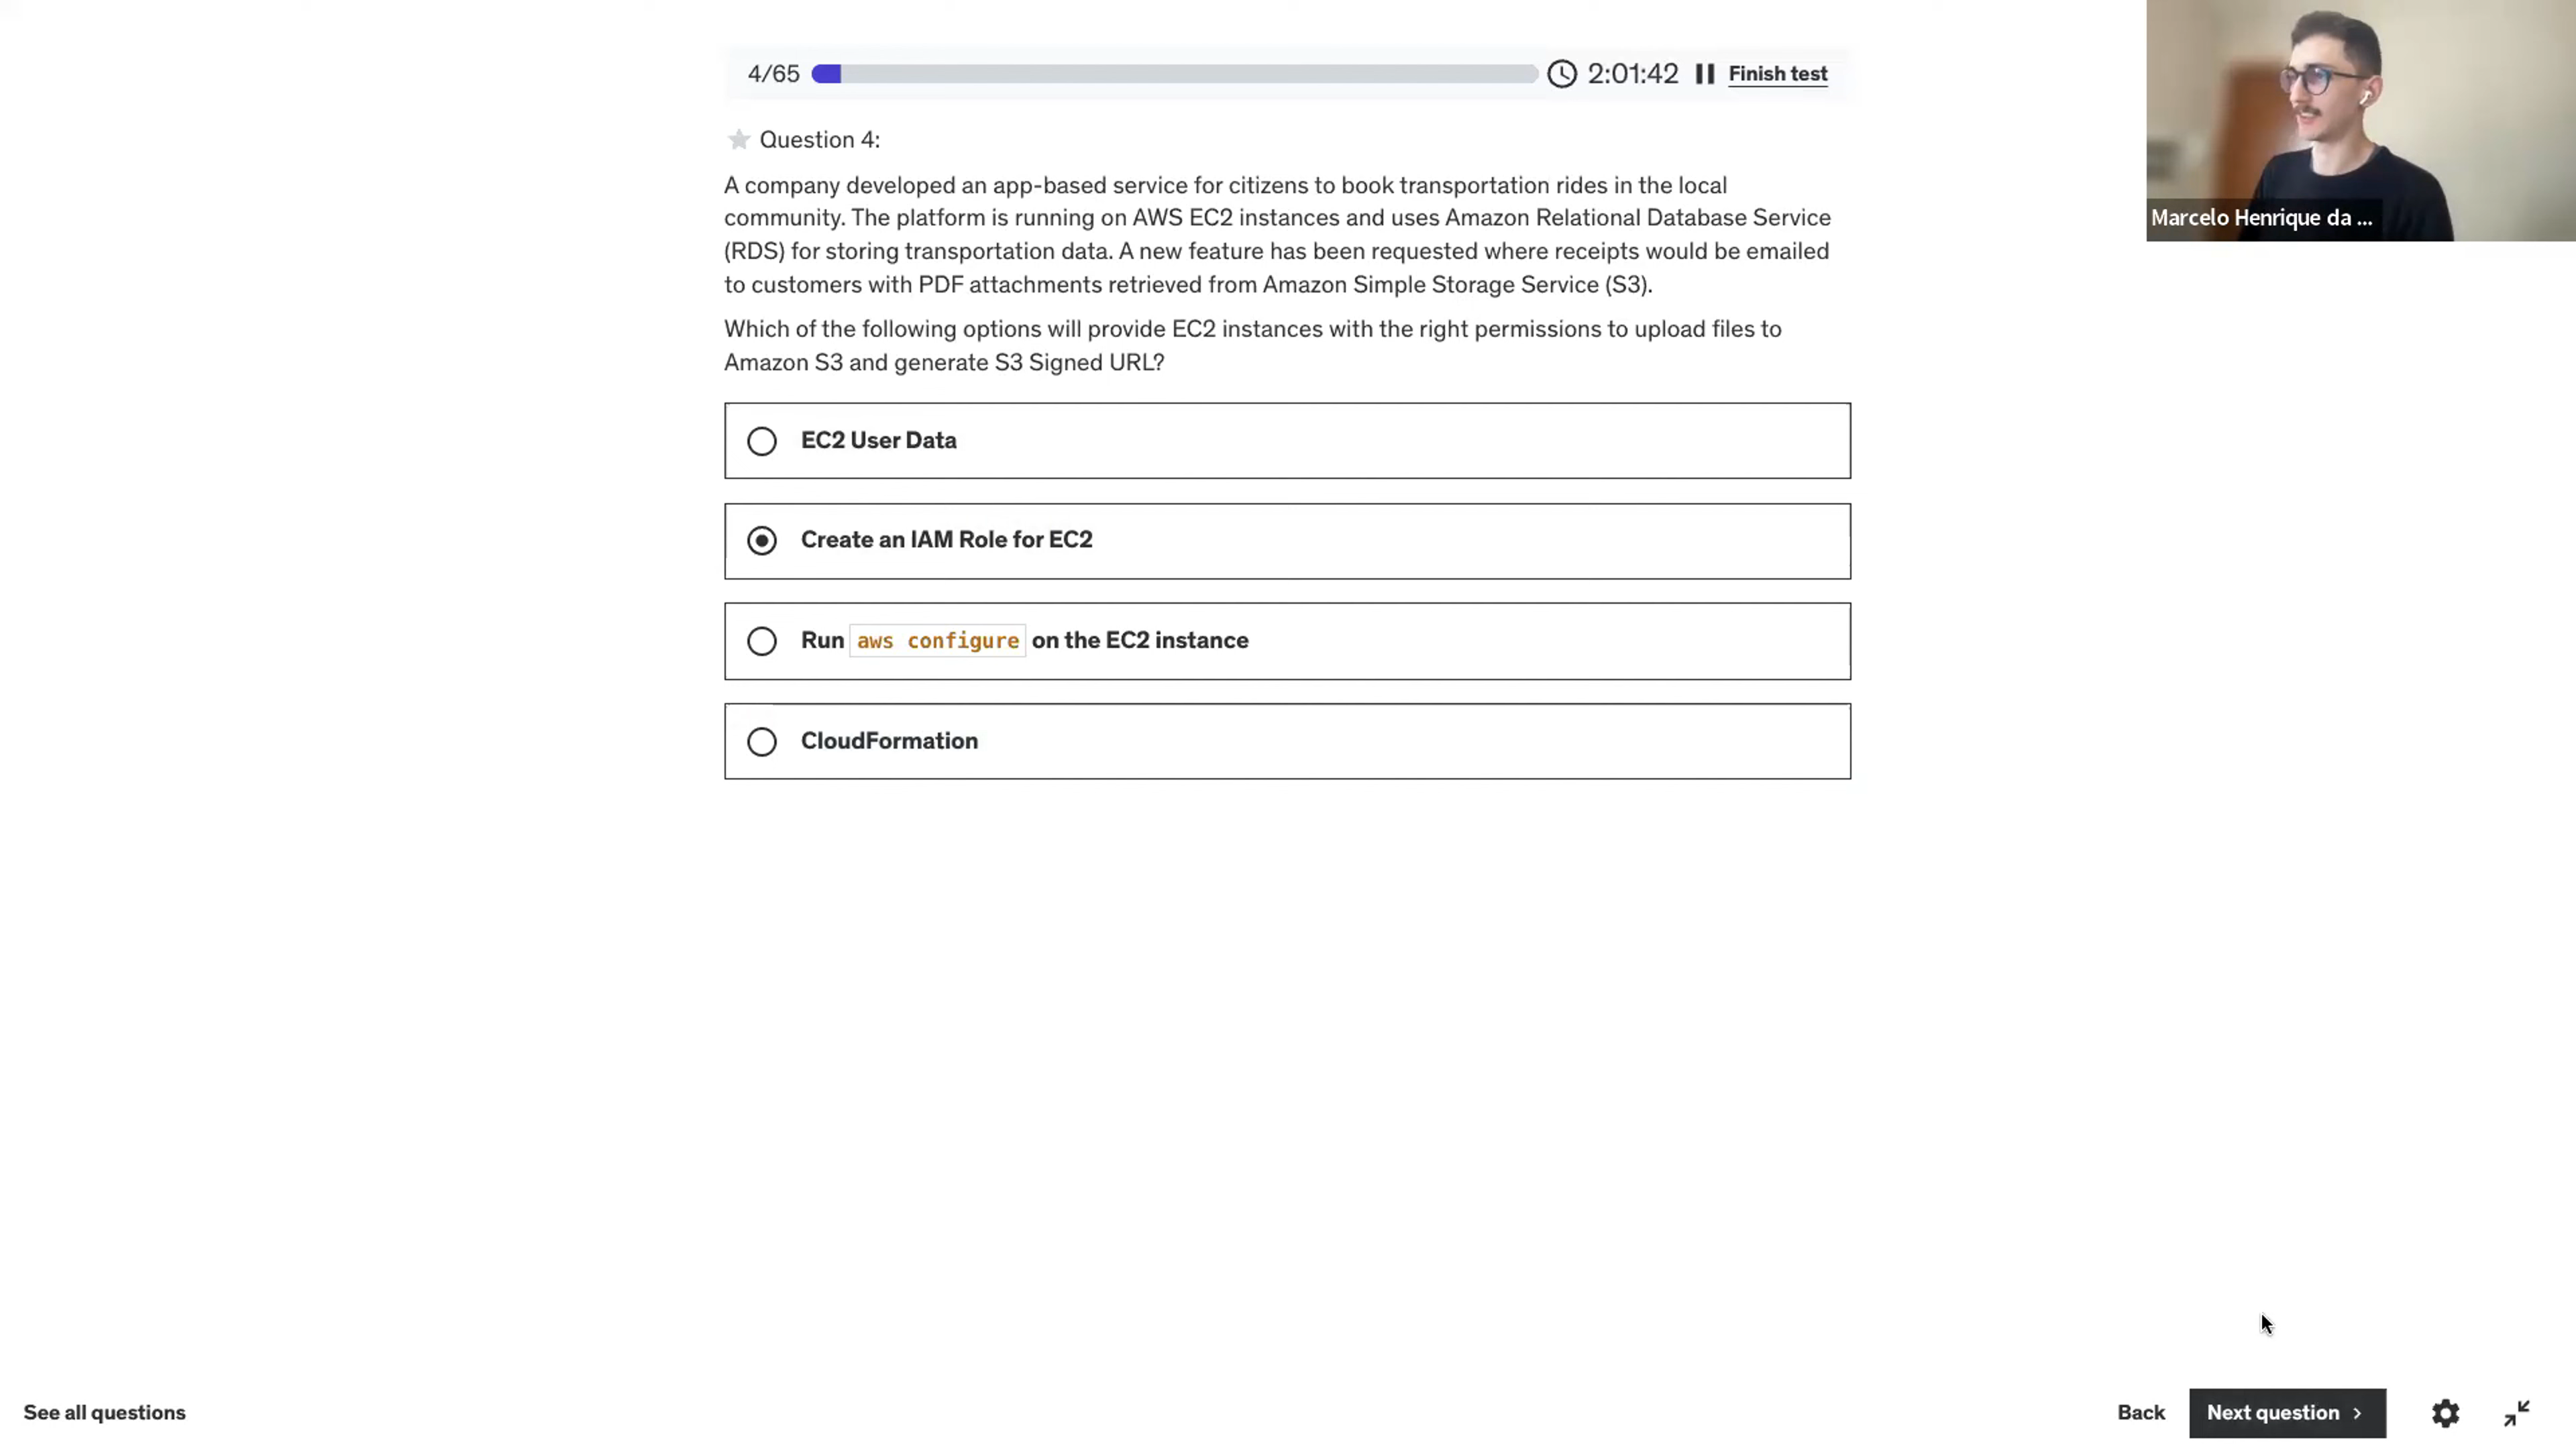 4/65
2:01:42
Finish test
Question 4:
A company developed an app-based service for citizens to book transportation rides in the local
community. The platform is running on AWS EC2 instances and uses Amazon Relational Database Service
(RDS) for storing transportation data. A new feature has been requested where receipts would be emailed
to customers with PDF attachments retrieved from Amazon Simple Storage Service (S3).
Which of the following options will provide EC2 instances with the right permissions to upload files to
Amazon S3 and generate S3 Signed URL?
EC2 User Data
Create an IAM Role for EC2
Run aws configure on the EC2 instance
CloudFormation
Marcelo Henrique da ...
See all questions
Back
Next question